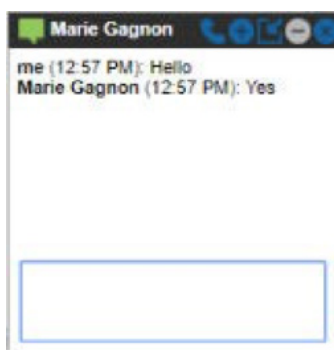 Marie Gagnon
me (12:57 PM): Hello
Marie Gagnon (12:57 PM): Yes